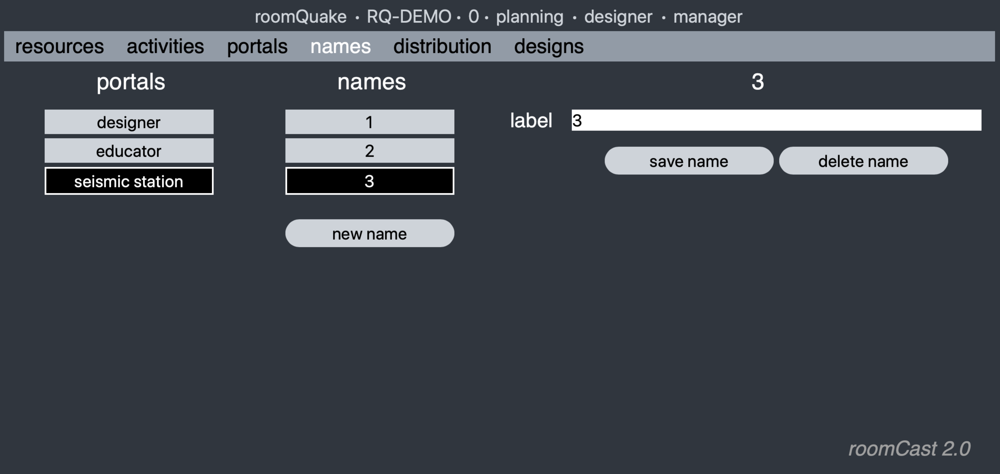 roomQuake • RQ-DEMO • 0 • planning • designer • manager
resources activities portals names distribution designs
portals names 3
designer 1 label 3
educator 2 save name delete name
seismic station 3
new name
roomCast 2.0